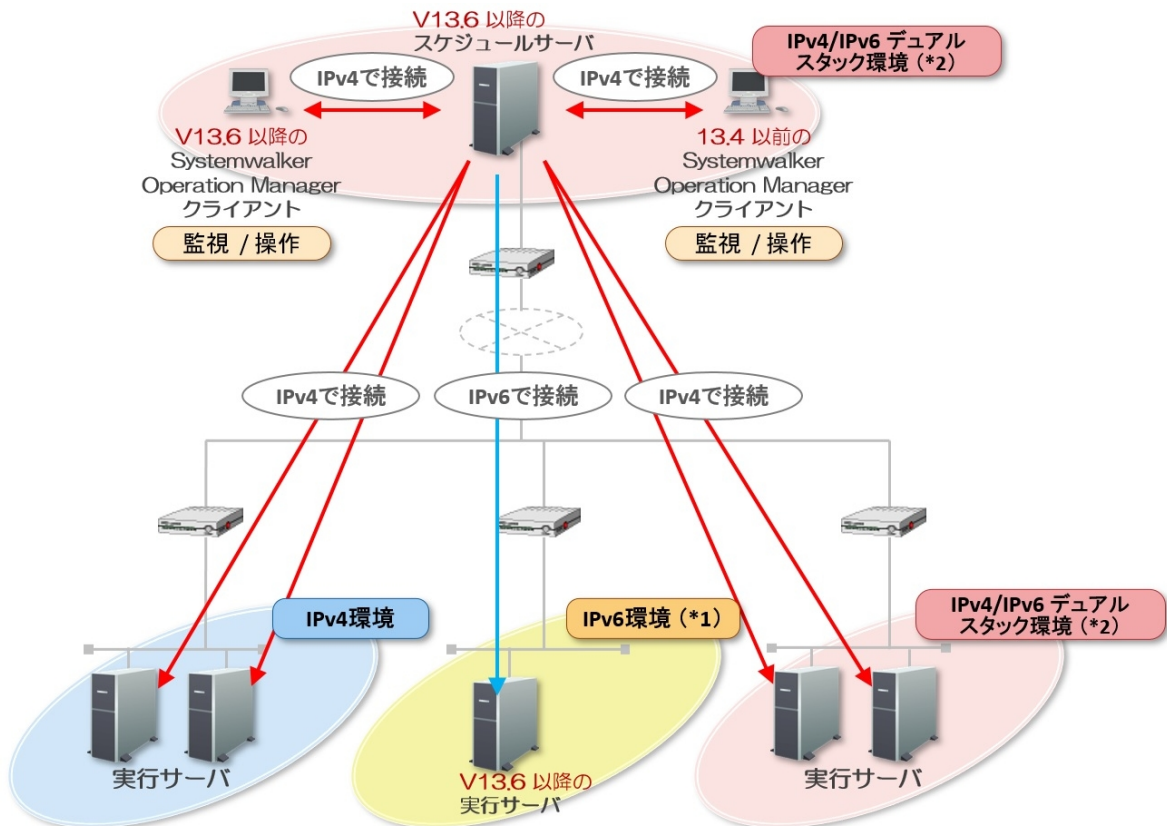 V13.6 以降の
スケジュールサーバ
IPv4/IPv6 デュアル
スタック環境（*2）
IPv4で接続
IPv4で接続
V13.6 以降の
Systemwalker
Operation Manager
クライアント
監視 / 操作
13.4 以前の
Systemwalker
Operation Manager
クライアント
監視 / 操作
IPv4で接続
IPv6で接続
IPv4で接続
IPv4環境
IPv6環境（*1）
IPv4/IPv6 デュアル
スタック環境（*2）
実行サーバ
V13.6 以降の
実行サーバ
実行サーバ